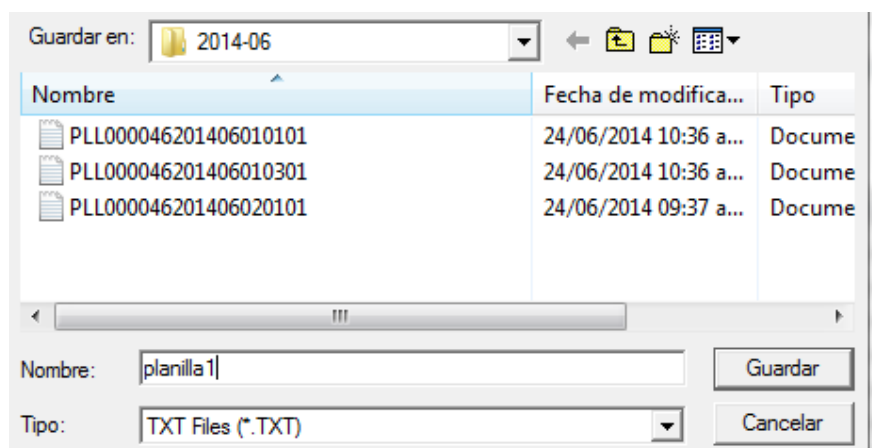 Guardar en: 2014-06
Nombre Fecha de modifica... Tipo
PLL000046201406010101 24/06/2014 10:36 a... Docume
PLL000046201406010301 24/06/2014 10:36 a... Docume
PLL000046201406020101 24/06/2014 09:37 a... Docume
Nombre: planilla1 Guardar
Tipo: TXT Files (*.TXT) Cancelar